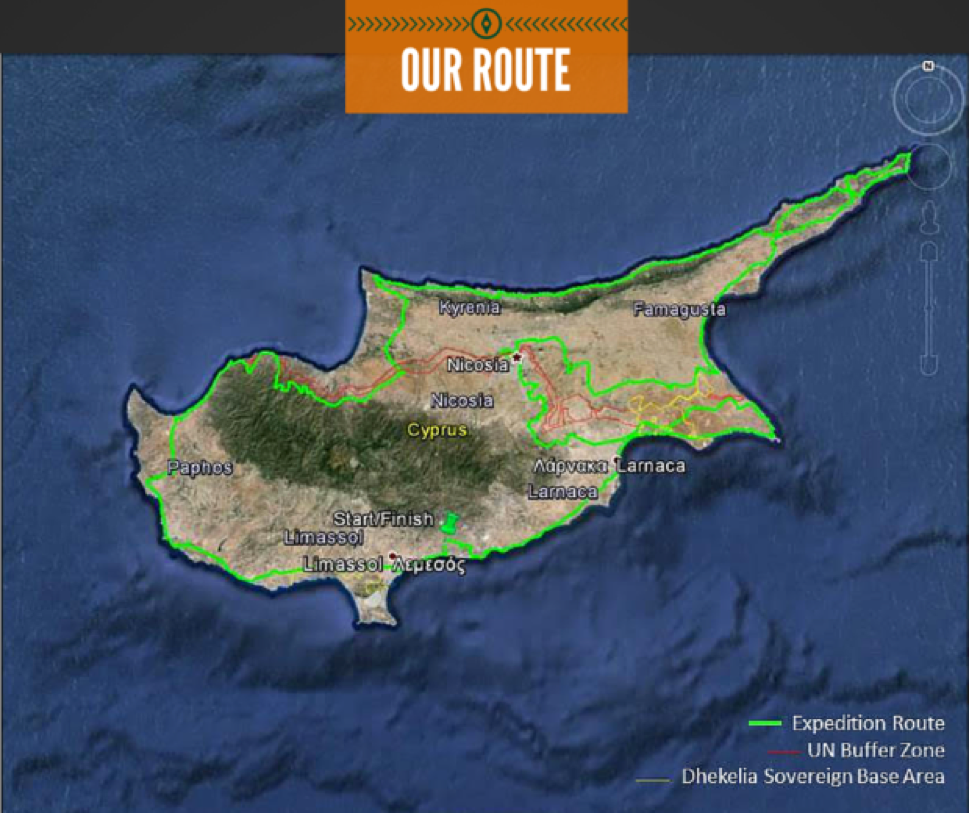 OUR ROUTE
N
Kyrenia
Famagusta
Nicosia
Nicosia
Cyprus
Paphos
Λάρνακα Larnaca
Larnaca
Start/Finish
Limassol
Limassol Λεμεσός
Expedition Route
UN Buffer Zone
Dhekelia Sovereign Base Area